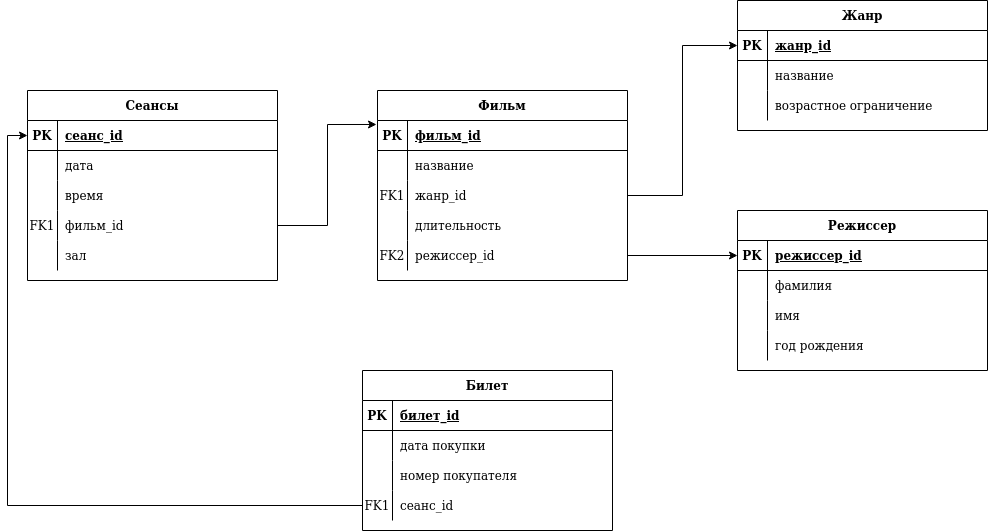 Жанр
PK жанр_id
название
возрастное ограничение
Сеансы
PK сеанс_id
дата
время
FK1 фильм_id
зал
Фильм
PK фильм_id
название
FK1 жанр_id
длительность
FK2 режиссер_id
Режиссер
PK режиссер_id
фамилия
имя
год рождения
Билет
PK билет_id
дата покупки
номер покупателя
FK1 сеанс_id